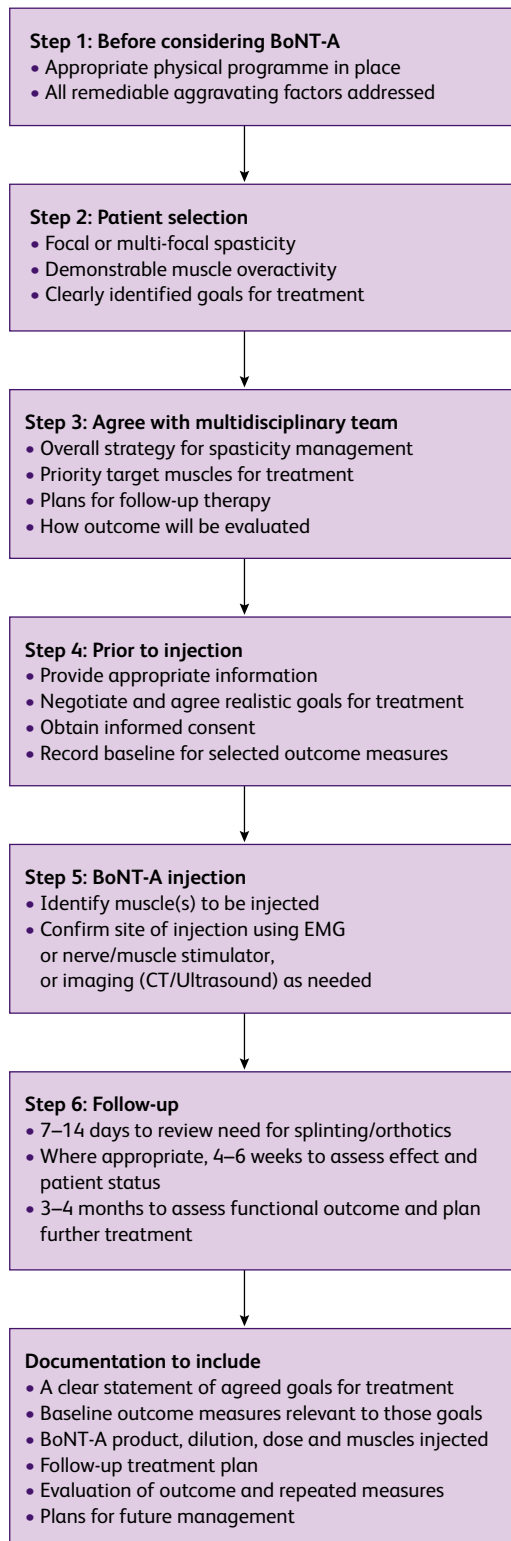 Step 1: Before considering BoNT-A
• Appropriate physical programme in place
• All remediable aggravating factors addressed
Step 2: Patient selection
• Focal or multi-focal spasticity
• Demonstrable muscle overactivity
• Clearly identified goals for treatment
Step 3: Agree with multidisciplinary team
• Overall strategy for spasticity management
• Priority target muscles for treatment
• Plans for follow-up therapy
• How outcome will be evaluated
Step 4: Prior to injection
• Provide appropriate information
• Negotiate and agree realistic goals for treatment
• Obtain informed consent
• Record baseline for selected outcome measures
Step 5: BoNT-A injection
• Identify muscle(s) to be injected
• Confirm site of injection using EMG
or nerve/muscle stimulator,
or imaging (CT/Ultrasound) as needed
Step 6: Follow-up
• 7–14 days to review need for splinting/orthotics
• Where appropriate, 4–6 weeks to assess effect and
patient status
• 3–4 months to assess functional outcome and plan
further treatment
Documentation to include
• A clear statement of agreed goals for treatment
• Baseline outcome measures relevant to those goals
• BoNT-A product, dilution, dose and muscles injected
• Follow-up treatment plan
• Evaluation of outcome and repeated measures
• Plans for future management